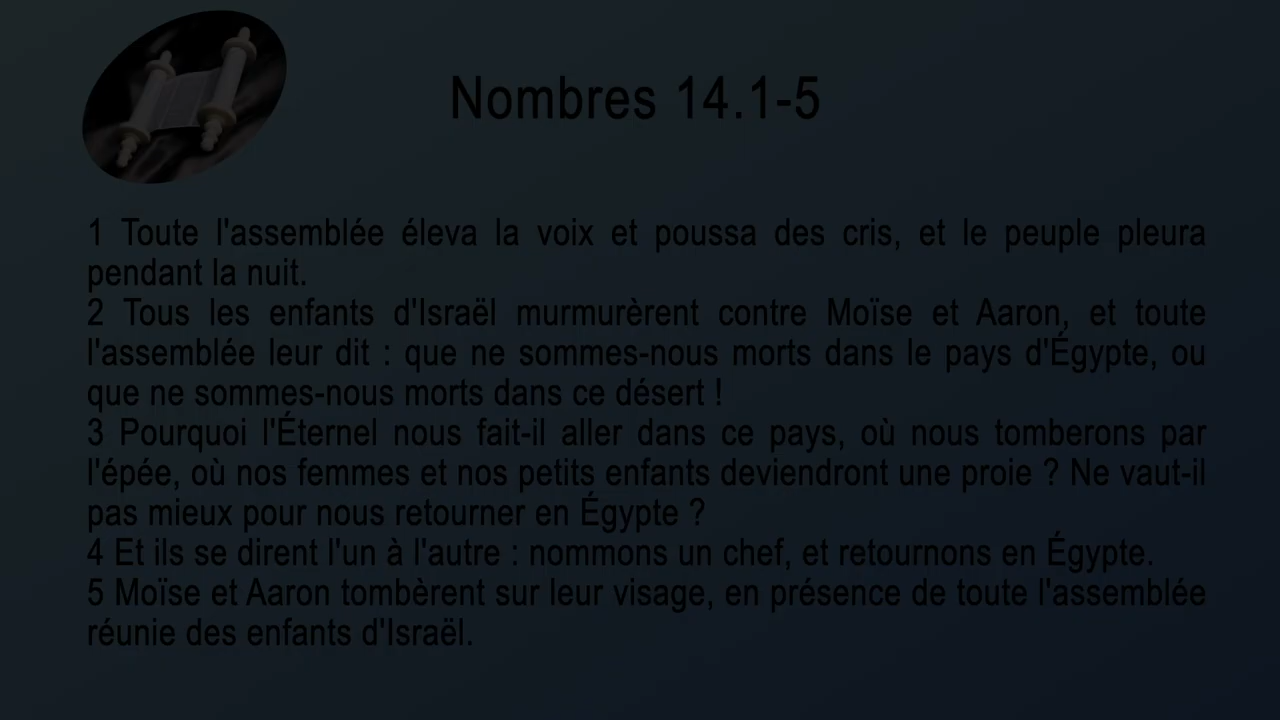 Nombres 14.1-5
1 Toute l'assemblée éleva la voix et poussa des cris, et le peuple pleura
pendant la nuit.
2 Tous les enfants d'Israël murmurèrent contre Moïse et Aaron, et toute
l'assemblée leur dit : que ne sommes-nous morts dans le pays d'Égypte, ou
que ne sommes-nous morts dans ce désert !
3 Pourquoi l'Éternel nous fait-il aller dans ce pays, où nous tomberons par
l'épée, où nos femmes et nos petits enfants deviendront une proie ? Ne vaut-il
pas mieux pour nous retourner en Égypte ?
4 Et ils se dirent l'un à l'autre : nommons un chef, et retournons en Égypte.
5 Moïse et Aaron tombèrent sur leur visage, en présence de toute l'assemblée
réunie des enfants d'Israël.